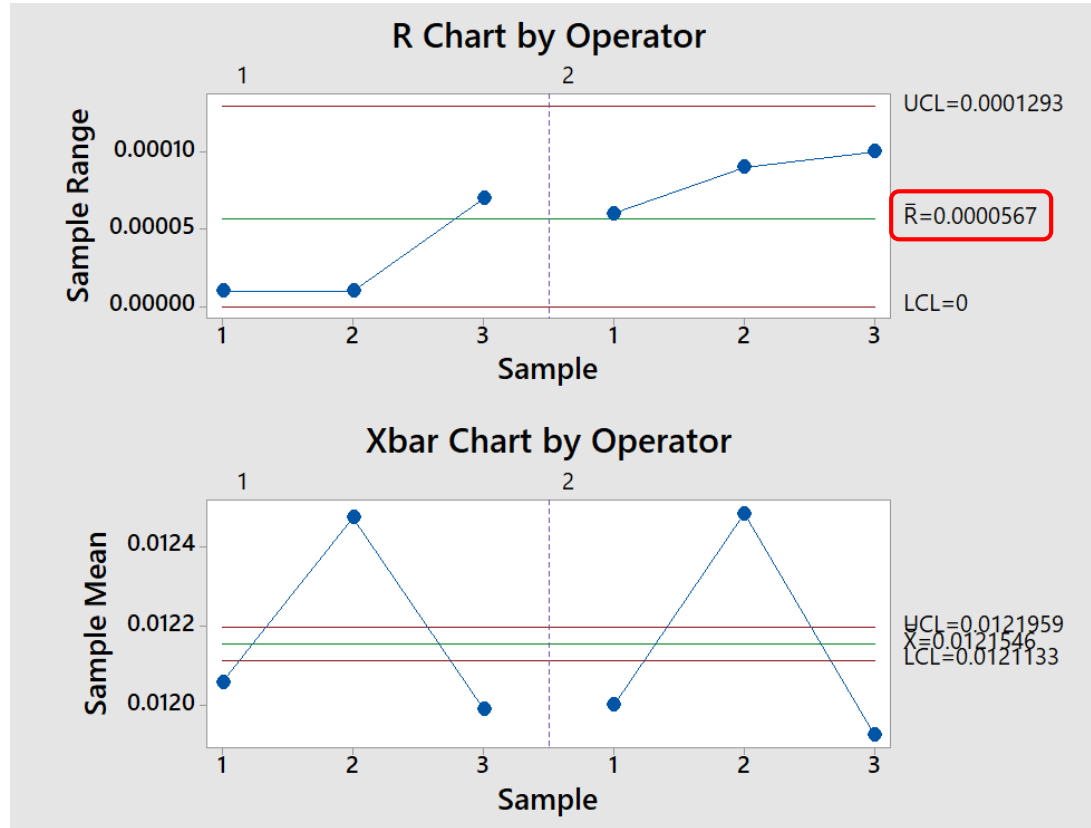 R Chart by Operator
1 2
Sample Range
0.00010
0.00005
0.00000
UCL=0.0001293
R̄=0.0000567
LCL=0
1 2 3 1 2 3
Sample
Xbar Chart by Operator
1 2
Sample Mean
0.0124
0.0122
0.0120
UCL=0.0121959
X̿=0.0121546
LCL=0.0121133
1 2 3 1 2 3
Sample